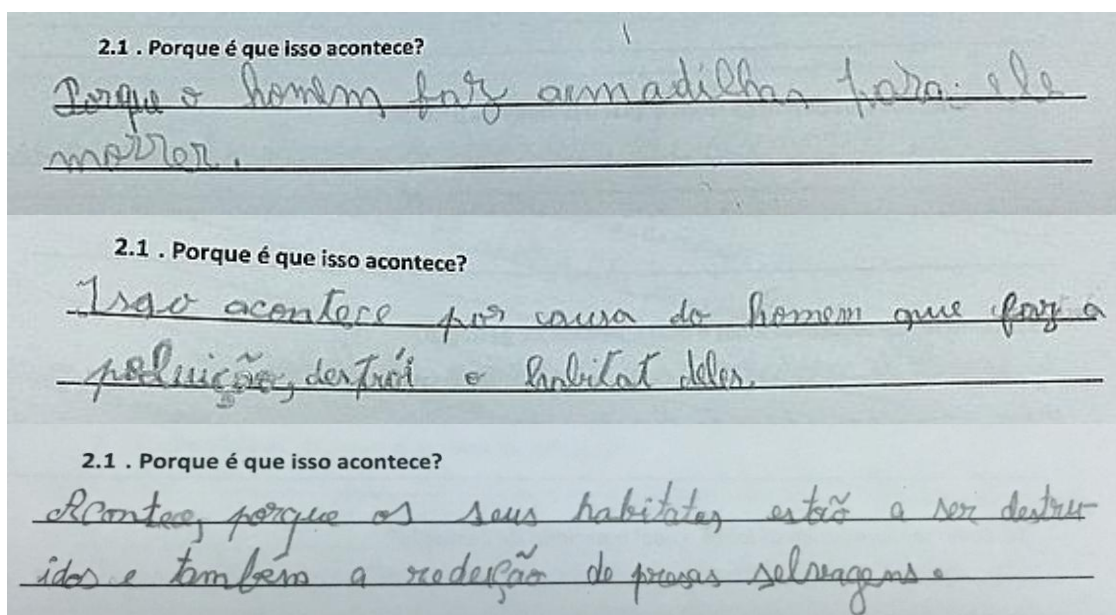 2.1 . Porque é que isso acontece?
Porque o homem faz armadilhas para ele
morrer.
2.1 . Porque é que isso acontece?
Isso acontece por causa do homem que faz a
poluição, destrói o habitat deles.
2.1 . Porque é que isso acontece?
Acontece, porque os seus habitates estão a ser destru
idos e também a redução de presas selvagens.